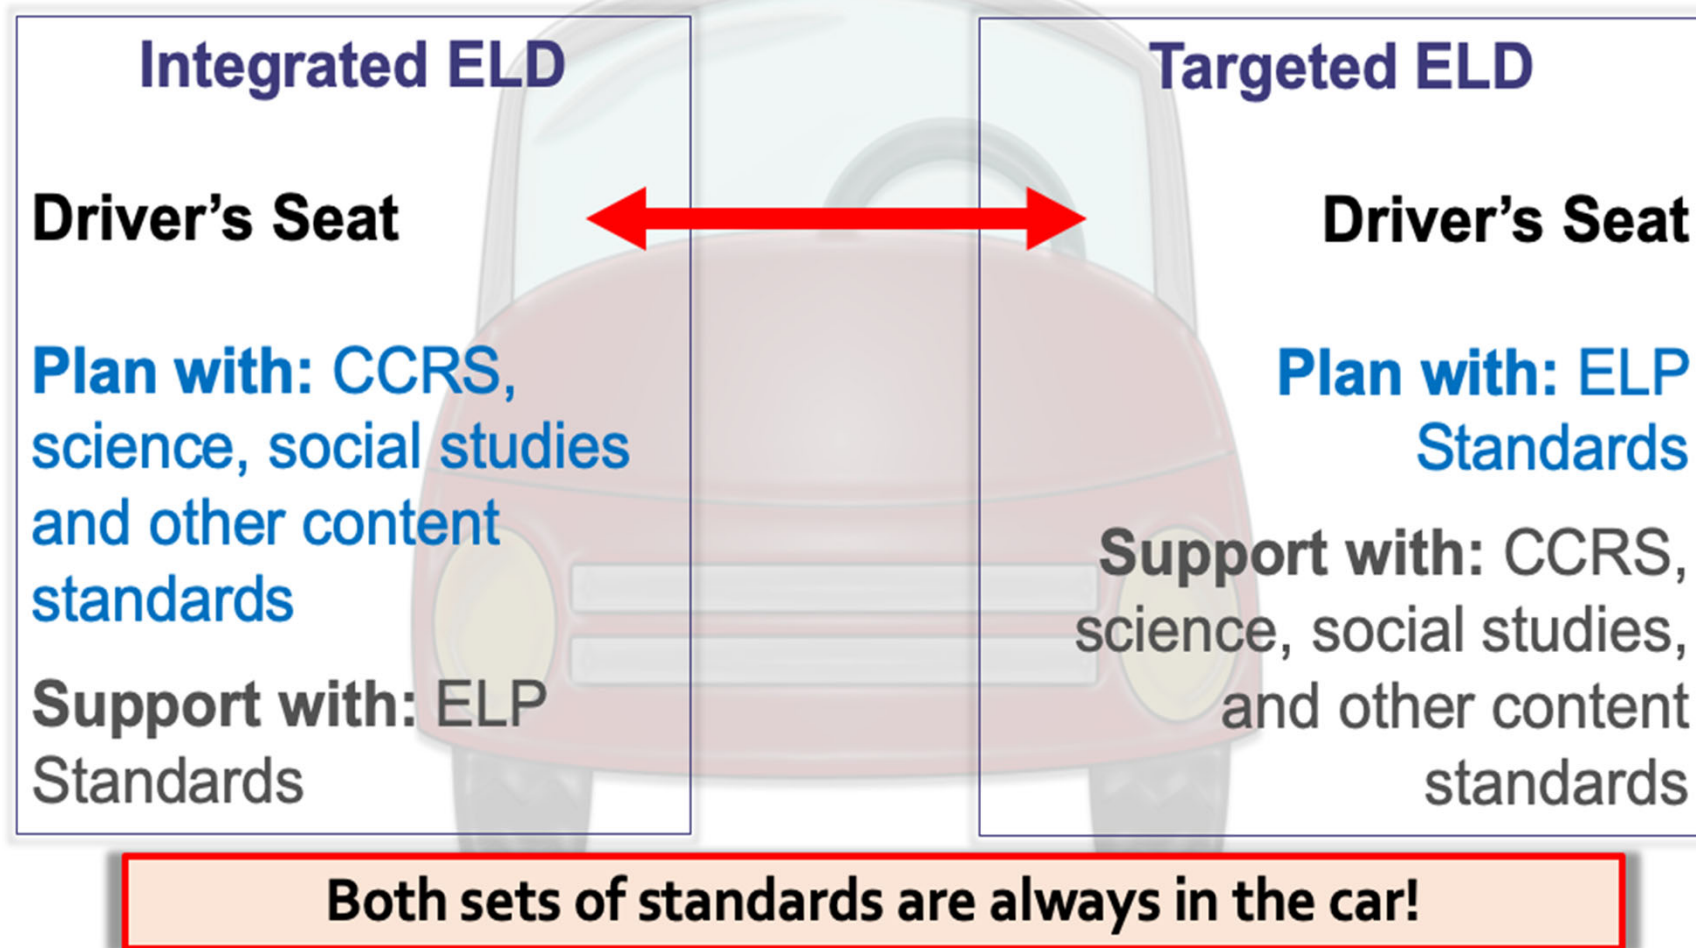 Integrated ELD
Driver’s Seat
Plan with: CCRS,
science, social studies
and other content
standards
Support with: ELP
Standards
Targeted ELD
Driver’s Seat
Plan with: ELP
Standards
Support with: CCRS,
science, social studies,
and other content
standards
Both sets of standards are always in the car!